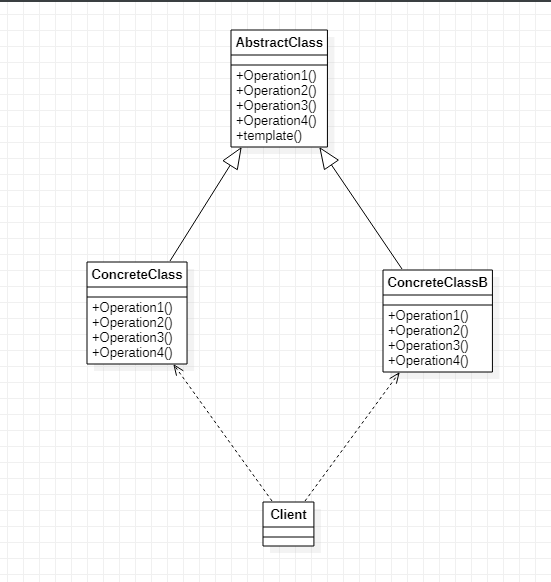 AbstractClass
+Operation1()
+Operation2()
+Operation3()
+Operation4()
+template()
ConcreteClass
+Operation1()
+Operation2()
+Operation3()
+Operation4()
ConcreteClassB
+Operation1()
+Operation2()
+Operation3()
+Operation4()
Client